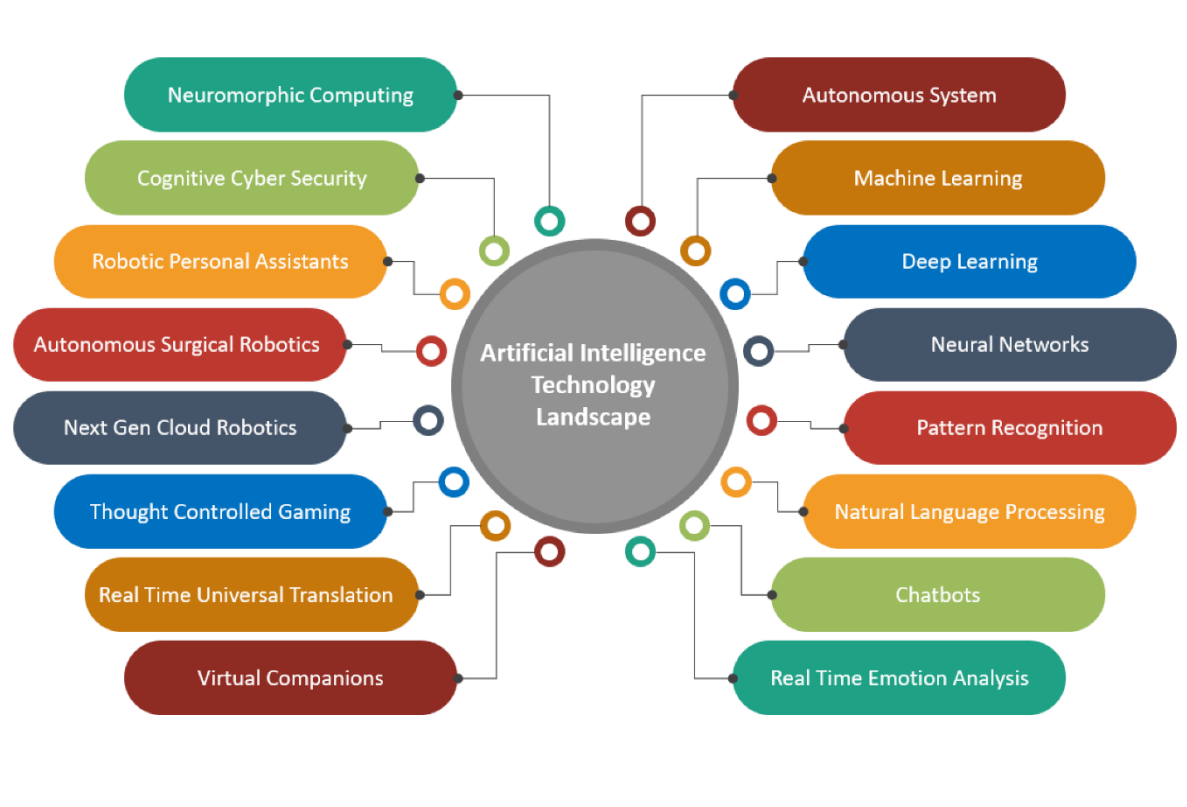 Neuromorphic Computing
Cognitive Cyber Security
Robotic Personal Assistants
Autonomous Surgical Robotics
Next Gen Cloud Robotics
Thought Controlled Gaming
Real Time Universal Translation
Virtual Companions
Artificial Intelligence
Technology
Landscape
Autonomous System
Machine Learning
Deep Learning
Neural Networks
Pattern Recognition
Natural Language Processing
Chatbots
Real Time Emotion Analysis